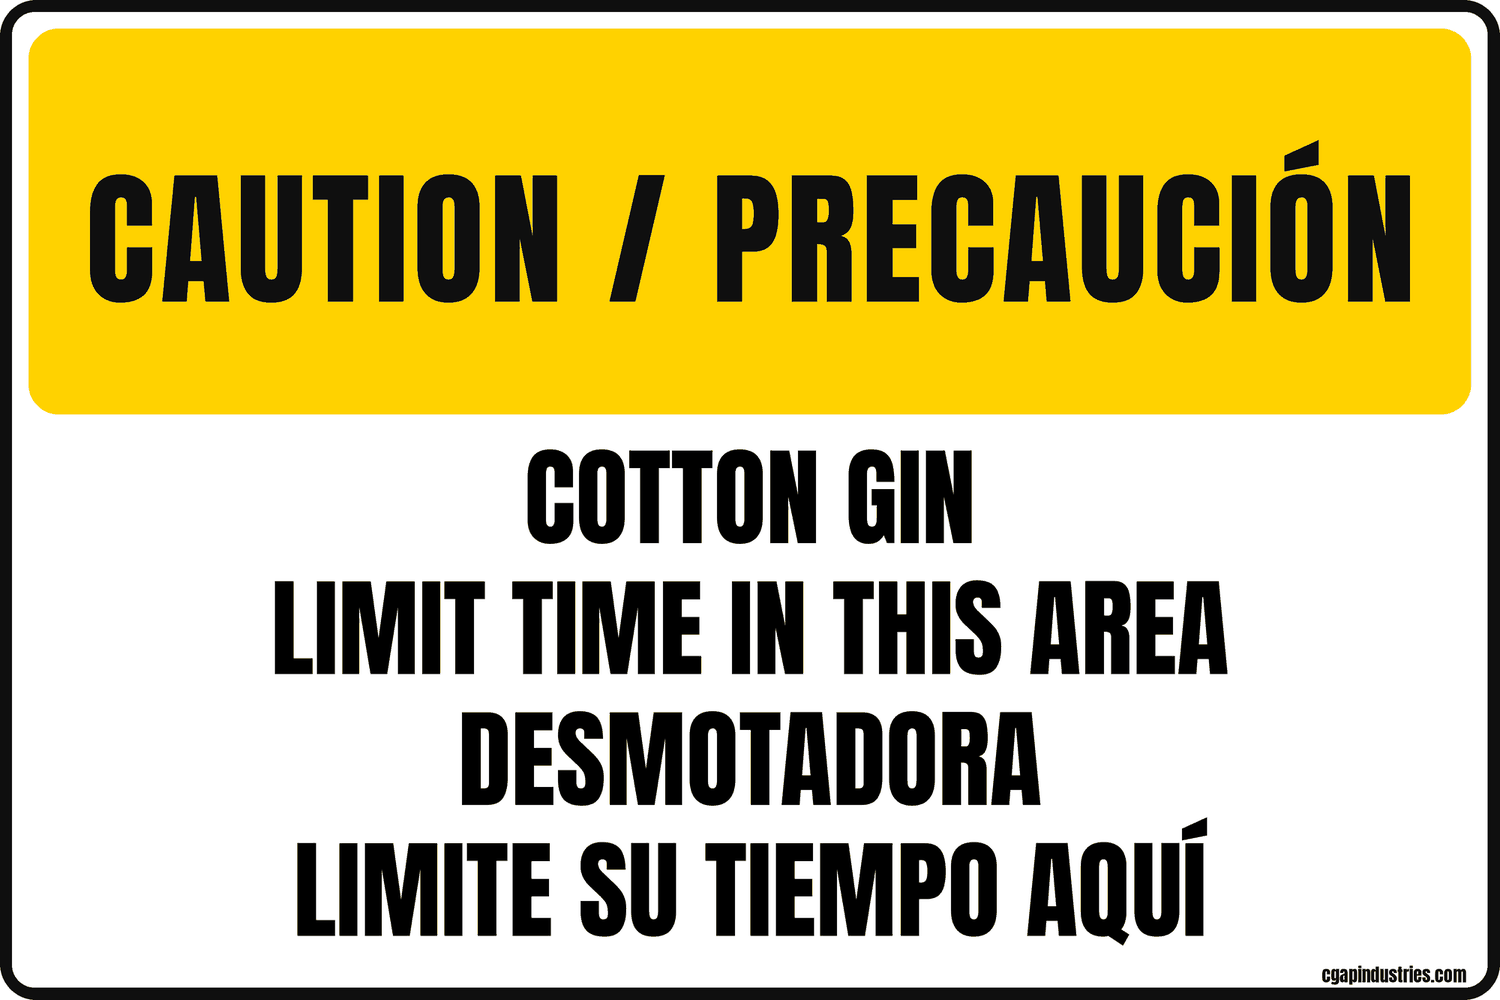 CAUTION / PRECAUCIÓN
COTTON GIN
LIMIT TIME IN THIS AREA
DESMOTADORA
LIMITE SU TIEMPO AQUÍ
cgapindustries.com